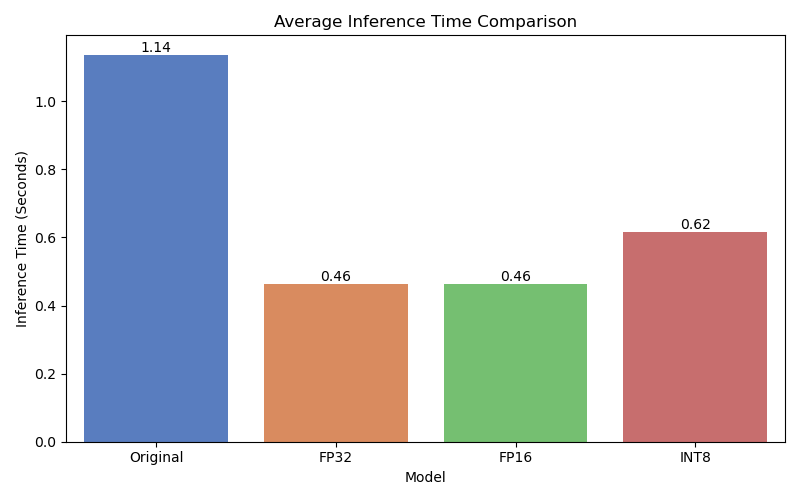 Average Inference Time Comparison
Inference Time (Seconds)
1.0
0.8
0.6
0.4
0.2
0.0
1.14
0.46
0.46
0.62
Original
FP32
FP16
INT8
Model